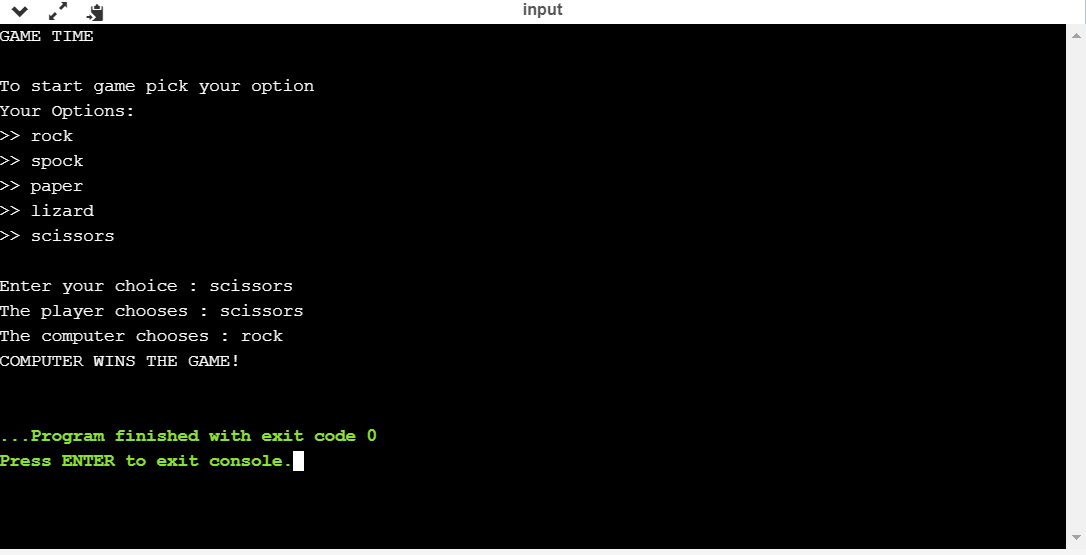 input
GAME TIME
To start game pick your option
Your Options:
>> rock
>> spock
>> paper
>> lizard
>> scissors
Enter your choice : scissors
The player chooses : scissors
The computer chooses : rock
COMPUTER WINS THE GAME!
...Program finished with exit code 0
Press ENTER to exit console.